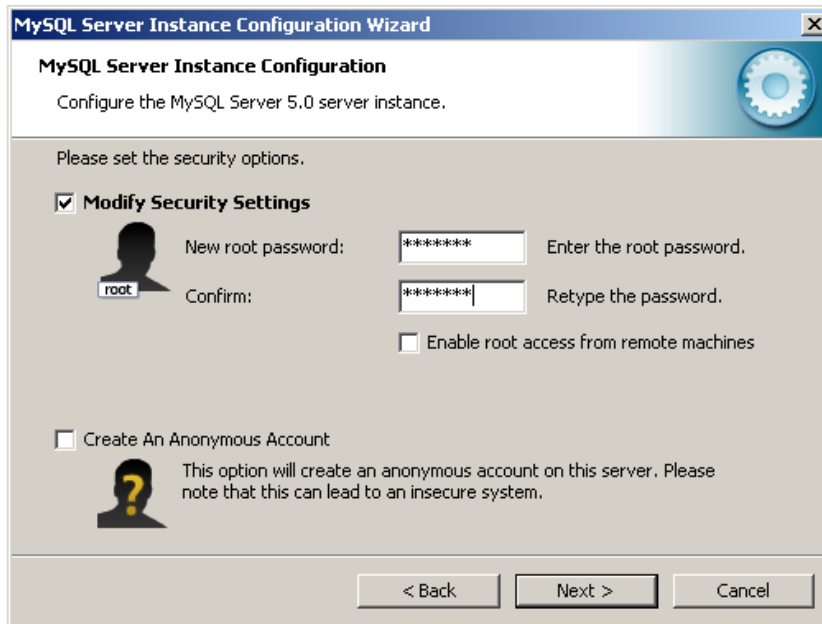 MySQL Server Instance Configuration Wizard
MySQL Server Instance Configuration
Configure the MySQL Server 5.0 server instance.
Please set the security options.
Modify Security Settings
New root password: ******* Enter the root password.
root
Confirm: ******* Retype the password.
Enable root access from remote machines
Create An Anonymous Account
This option will create an anonymous account on this server. Please
note that this can lead to an insecure system.
?
< Back Next > Cancel